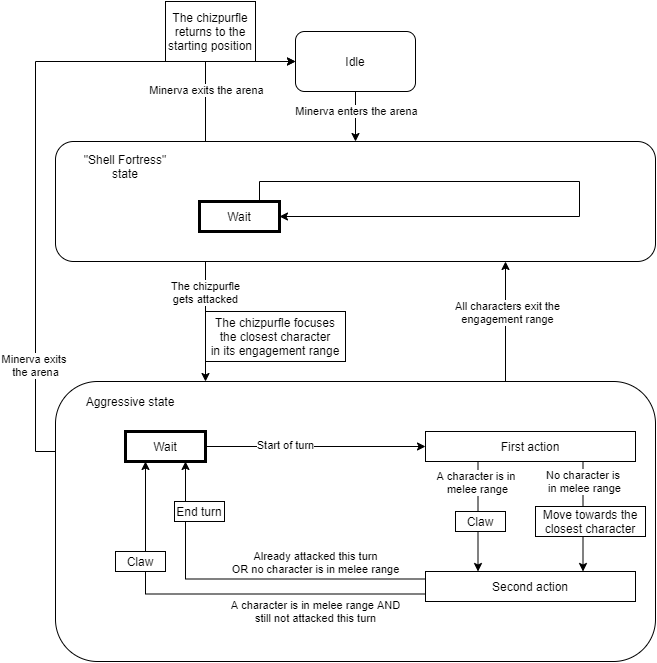 The chizpurfle
returns to the
starting position
Idle
Minerva exits the arena
Minerva enters the arena
"Shell Fortress"
state
Wait
The chizpurfle
gets attacked
All characters exit the
engagement range
The chizpurfle focuses
the closest character
in its engagement range
Minerva exits
the arena
Aggressive state
Wait
Start of turn
First action
A character is in
melee range
No character is
in melee range
End turn
Claw
Move towards the
closest character
Claw
Already attacked this turn
OR no character is in melee range
Second action
A character is in melee range AND
still not attacked this turn